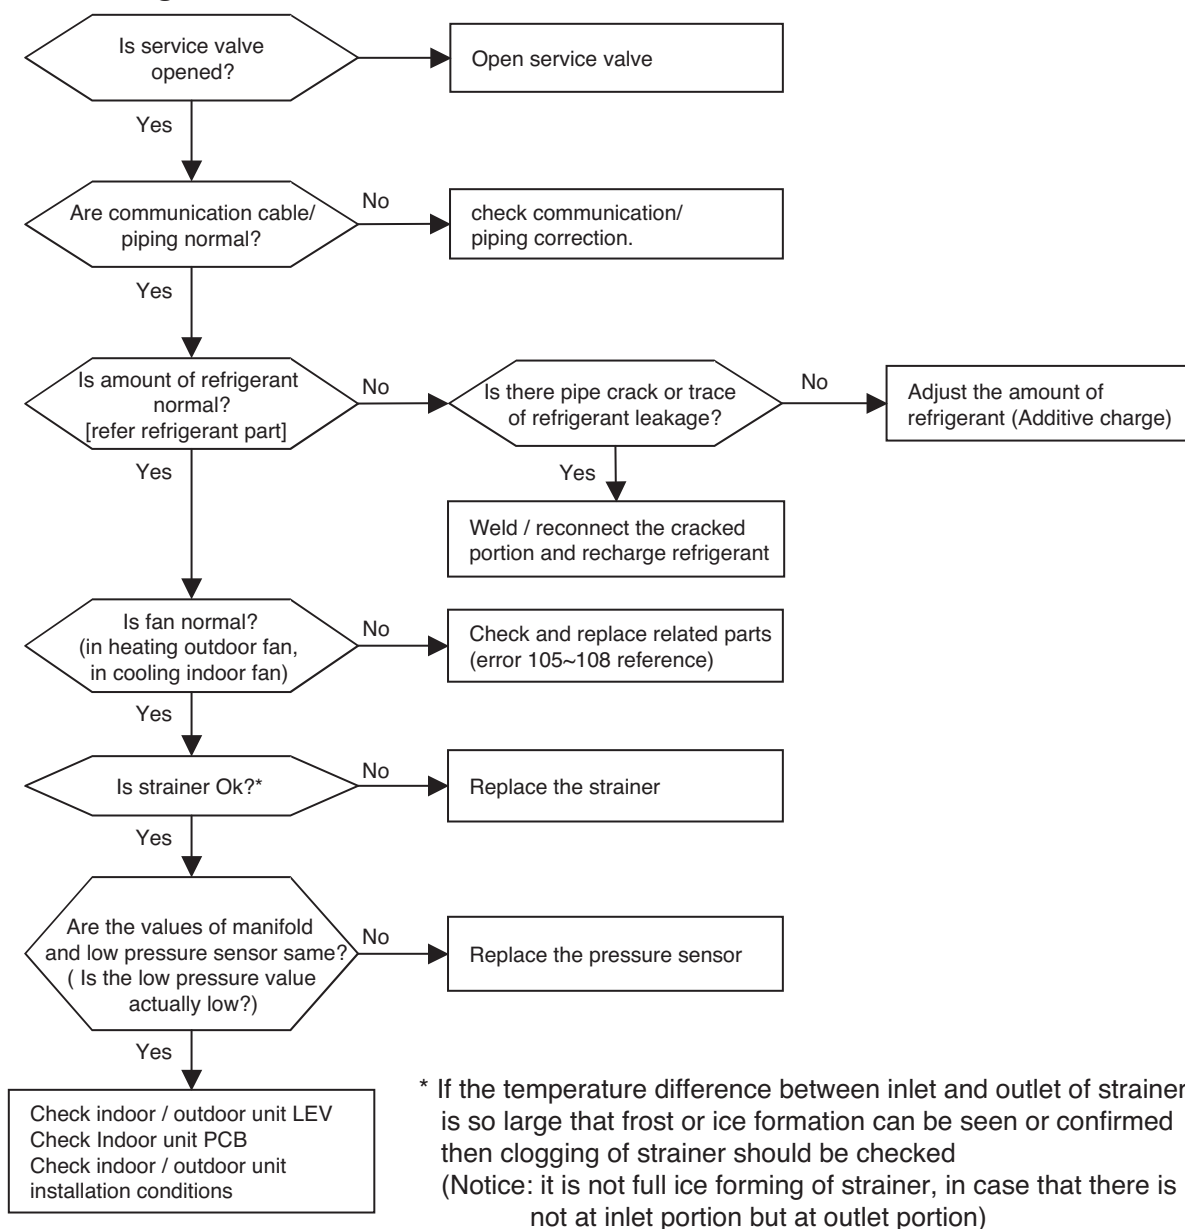 Is service valve
opened?
Open service valve
Yes
Are communication cable/
piping normal?
No
check communication/
piping correction.
Yes
Is amount of refrigerant
normal?
[refer refrigerant part]
No
Is there pipe crack or trace
of refrigerant leakage?
No
Adjust the amount of
refrigerant (Additive charge)
Yes
Yes
Weld / reconnect the cracked
portion and recharge refrigerant
Is fan normal?
(in heating outdoor fan,
in cooling indoor fan)
No
Check and replace related parts
(error 105~108 reference)
Yes
Is strainer Ok?*
No
Replace the strainer
Yes
Are the values of manifold
and low pressure sensor same?
( Is the low pressure value
actually low?)
No
Replace the pressure sensor
Yes
Check indoor / outdoor unit LEV
Check Indoor unit PCB
Check indoor / outdoor unit
installation conditions
* If the temperature difference between inlet and outlet of strainer
is so large that frost or ice formation can be seen or confirmed
then clogging of strainer should be checked
(Notice: it is not full ice forming of strainer, in case that there is
not at inlet portion but at outlet portion)